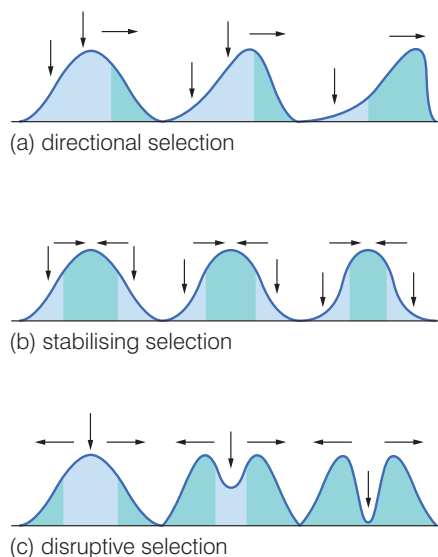 (a) directional selection
(b) stabilising selection
(c) disruptive selection